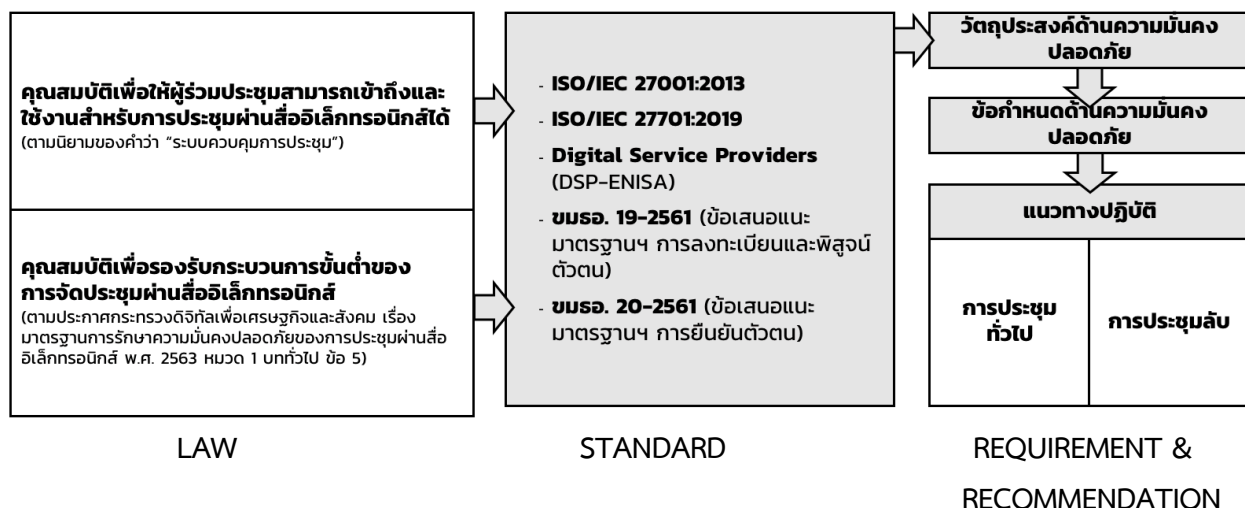 คุณสมบัติเพื่อให้ผู้ร่วมประชุมสามารถเข้าถึงและ
ใช้งานสำหรับการประชุมผ่านสื่ออิเล็กทรอนิกส์ได้
(ตามนิยามของคำว่า “ระบบควบคุมการประชุม”)
คุณสมบัติเพื่อรองรับกระบวนการขั้นต่ำของ
การจัดประชุมผ่านสื่ออิเล็กทรอนิกส์
(ตามประกาศกระทรวงดิจิทัลเพื่อเศรษฐกิจและสังคม เรื่อง
มาตรฐานการรักษาความมั่นคงปลอดภัยของการประชุมผ่านสื่อ
อิเล็กทรอนิกส์ พ.ศ. 2563 หมวด 1 บททั่วไป ข้อ 5)
LAW
- ISO/IEC 27001:2013
- ISO/IEC 27701:2019
- Digital Service Providers
(DSP-ENISA)
- ขมธอ. 19-2561 (ข้อเสนอแนะ
มาตรฐานฯ การลงทะเบียนและพิสูจน์
ตัวตน)
- ขมธอ. 20-2561 (ข้อเสนอแนะ
มาตรฐานฯ การยืนยันตัวตน)
STANDARD
วัตถุประสงค์ด้านความมั่นคง
ปลอดภัย
ข้อกำหนดด้านความมั่นคง
ปลอดภัย
แนวทางปฏิบัติ
การประชุม
ทั่วไป
การประชุมลับ
REQUIREMENT &
RECOMMENDATION